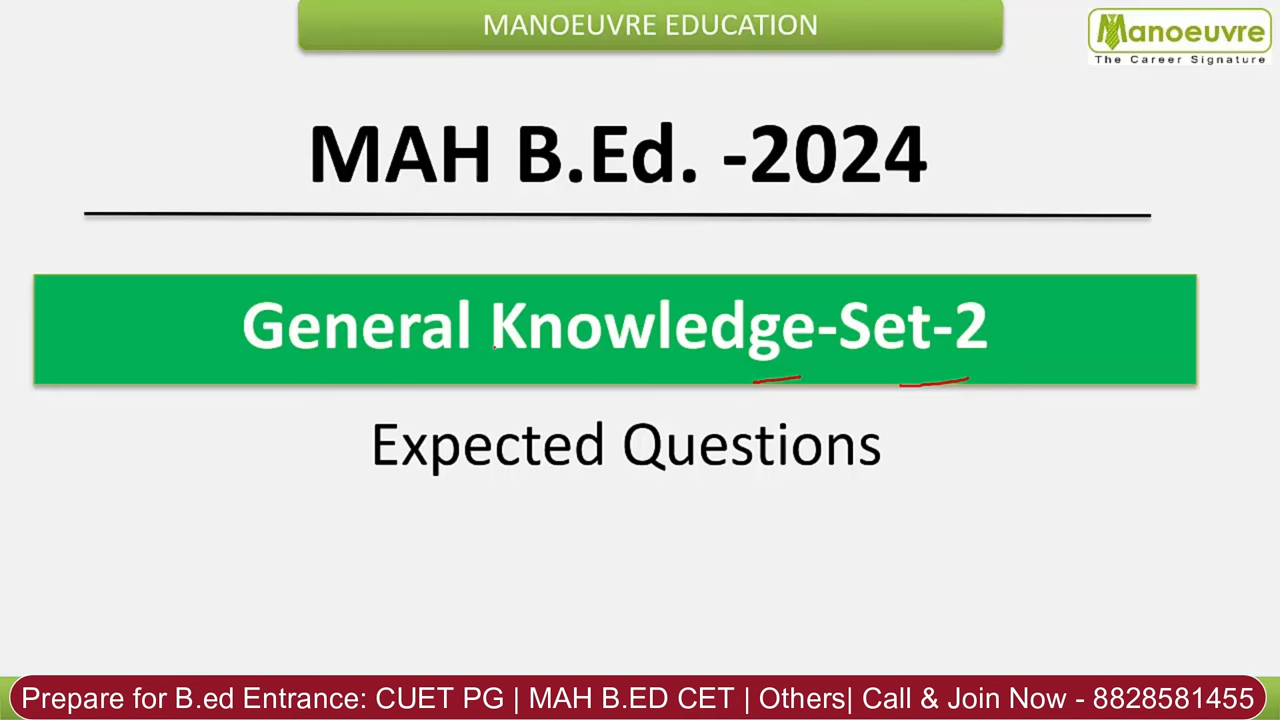 MANOEUVRE EDUCATION
Manoeuvre
The Career Signature
MAH B.Ed. -2024
General Knowledge-Set-2
Expected Questions
Prepare for B.ed Entrance: CUET PG | MAH B.ED CET | Others| Call & Join Now - 8828581455